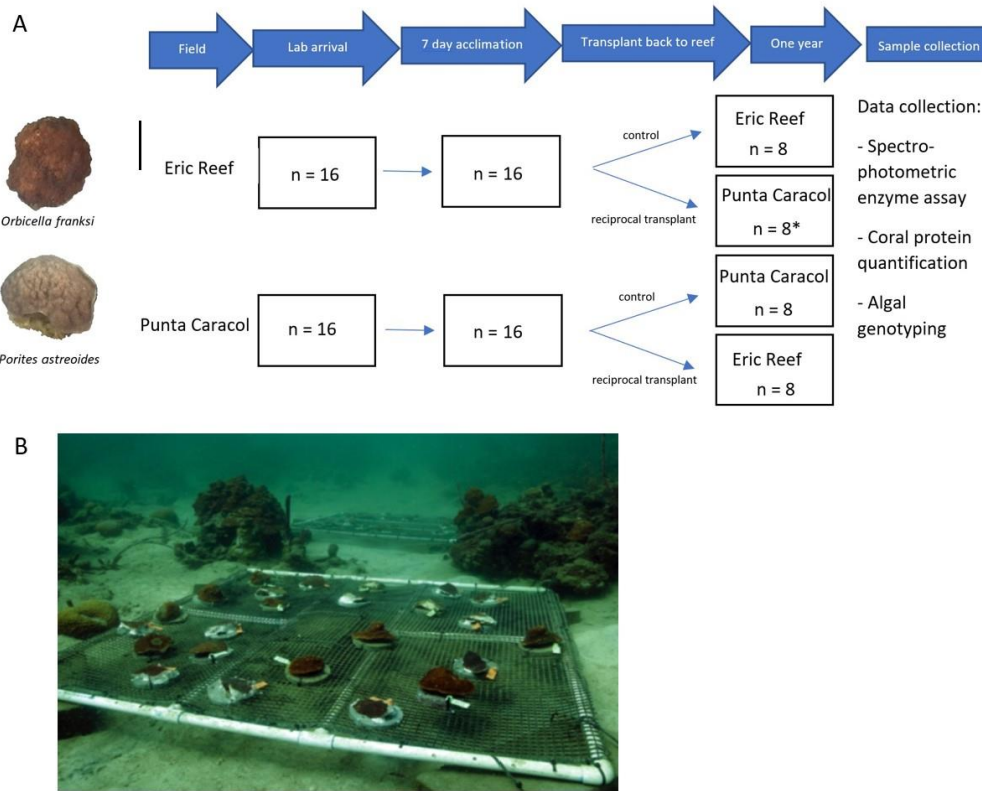 A
Field
Lab arrival
7 day acclimation
Transplant back to reef
One year
Sample collection
Orbicella franksi
Porites astreoides
Eric Reef
n = 16
n = 16
control
reciprocal transplant
Eric Reef
n = 8
Punta Caracol
n = 8*
Punta Caracol
n = 16
n = 16
control
reciprocal transplant
Punta Caracol
n = 8
Eric Reef
n = 8
Data collection:
- Spectro-
photometric
enzyme assay
- Coral protein
quantification
- Algal
genotyping
B